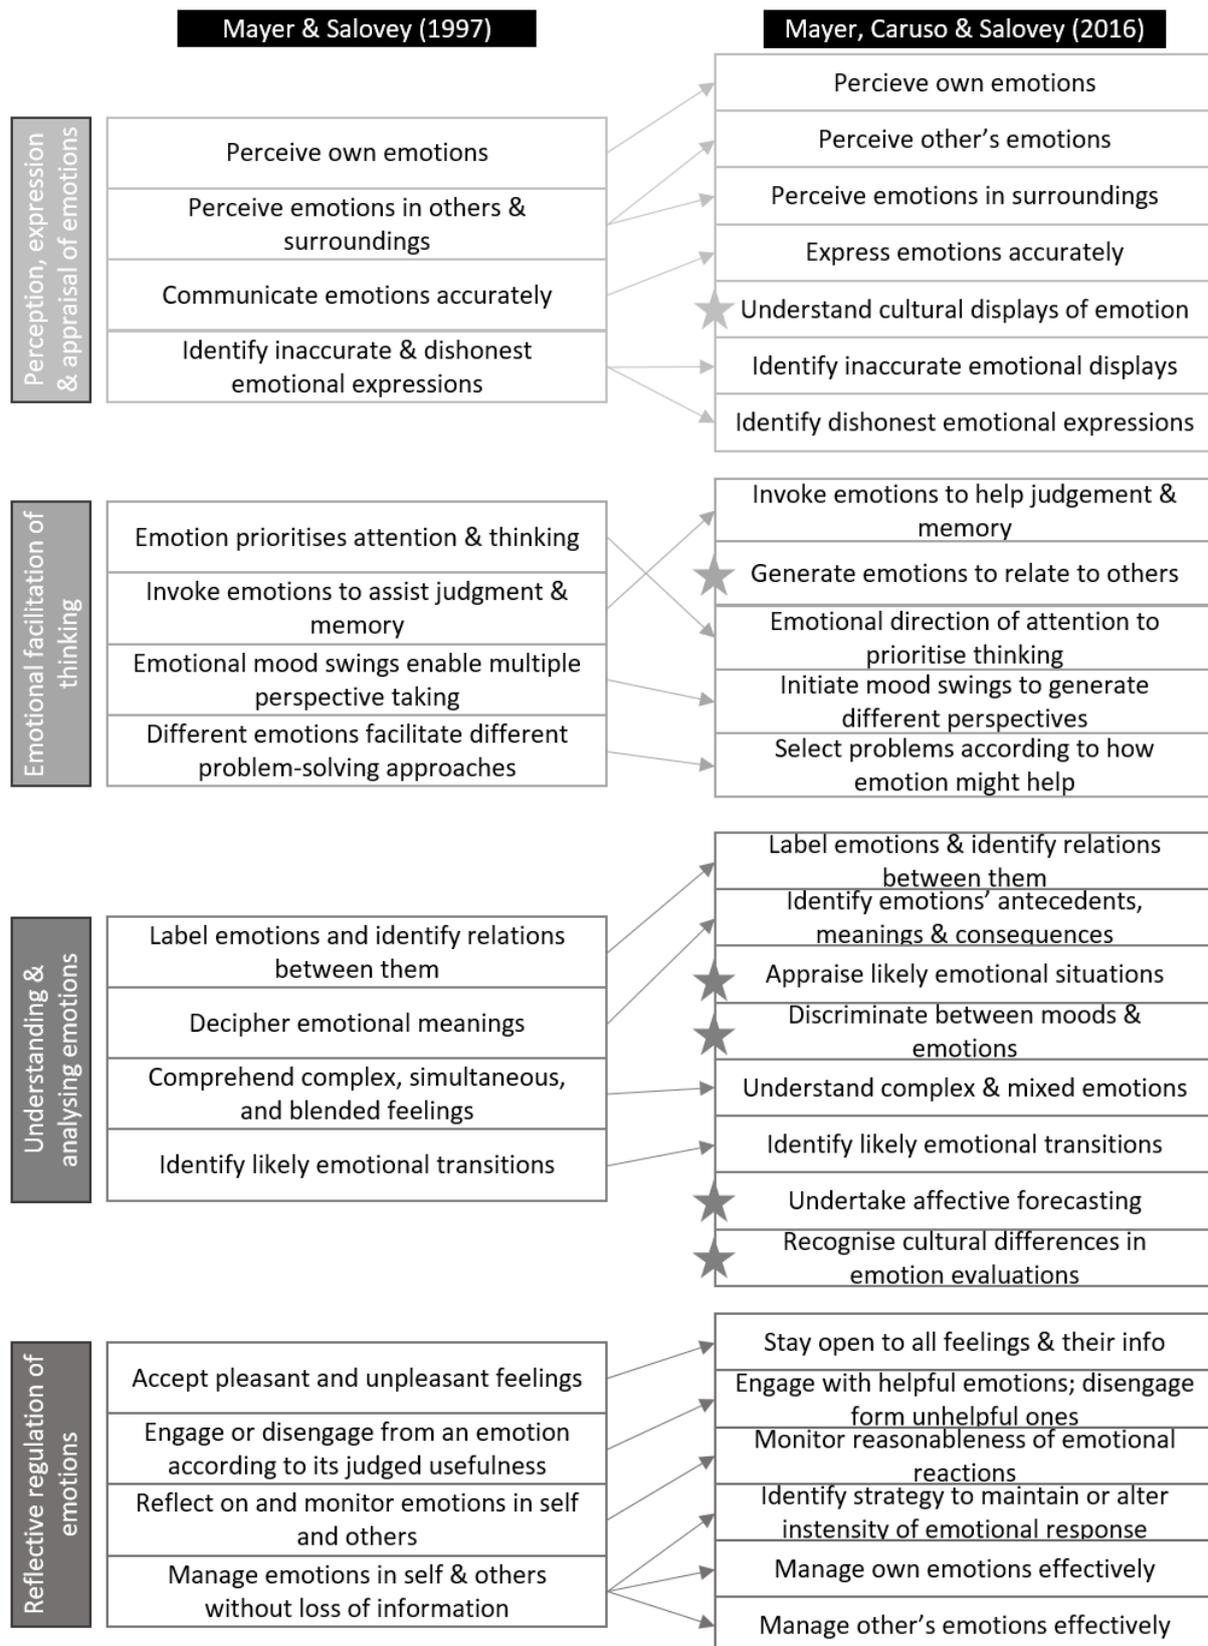 Mayer & Salovey (1997)
Mayer, Caruso & Salovey (2016)
Perception, expression
& appraisal of emotions
Perceive own emotions
Perceive emotions in others &
surroundings
Communicate emotions accurately
Identify inaccurate & dishonest
emotional expressions
Percieve own emotions
Perceive other’s emotions
Perceive emotions in surroundings
Express emotions accurately
Understand cultural displays of emotion
Identify inaccurate emotional displays
Identify dishonest emotional expressions
Emotional facilitation of
thinking
Emotion prioritises attention & thinking
Invoke emotions to assist judgment &
memory
Emotional mood swings enable multiple
perspective taking
Different emotions facilitate different
problem-solving approaches
Invoke emotions to help judgement &
memory
Generate emotions to relate to others
Emotional direction of attention to
prioritise thinking
Initiate mood swings to generate
different perspectives
Select problems according to how
emotion might help
Understanding &
analysing emotions
Label emotions and identify relations
between them
Decipher emotional meanings
Comprehend complex, simultaneous,
and blended feelings
Identify likely emotional transitions
Label emotions & identify relations
between them
Identify emotions’ antecedents,
meanings & consequences
Appraise likely emotional situations
Discriminate between moods &
emotions
Understand complex & mixed emotions
Identify likely emotional transitions
Undertake affective forecasting
Recognise cultural differences in
emotion evaluations
Reflective regulation of
emotions
Accept pleasant and unpleasant feelings
Engage or disengage from an emotion
according to its judged usefulness
Reflect on and monitor emotions in self
and others
Manage emotions in self & others
without loss of information
Stay open to all feelings & their info
Engage with helpful emotions; disengage
form unhelpful ones
Monitor reasonableness of emotional
reactions
Identify strategy to maintain or alter
instensity of emotional response
Manage own emotions effectively
Manage other’s emotions effectively